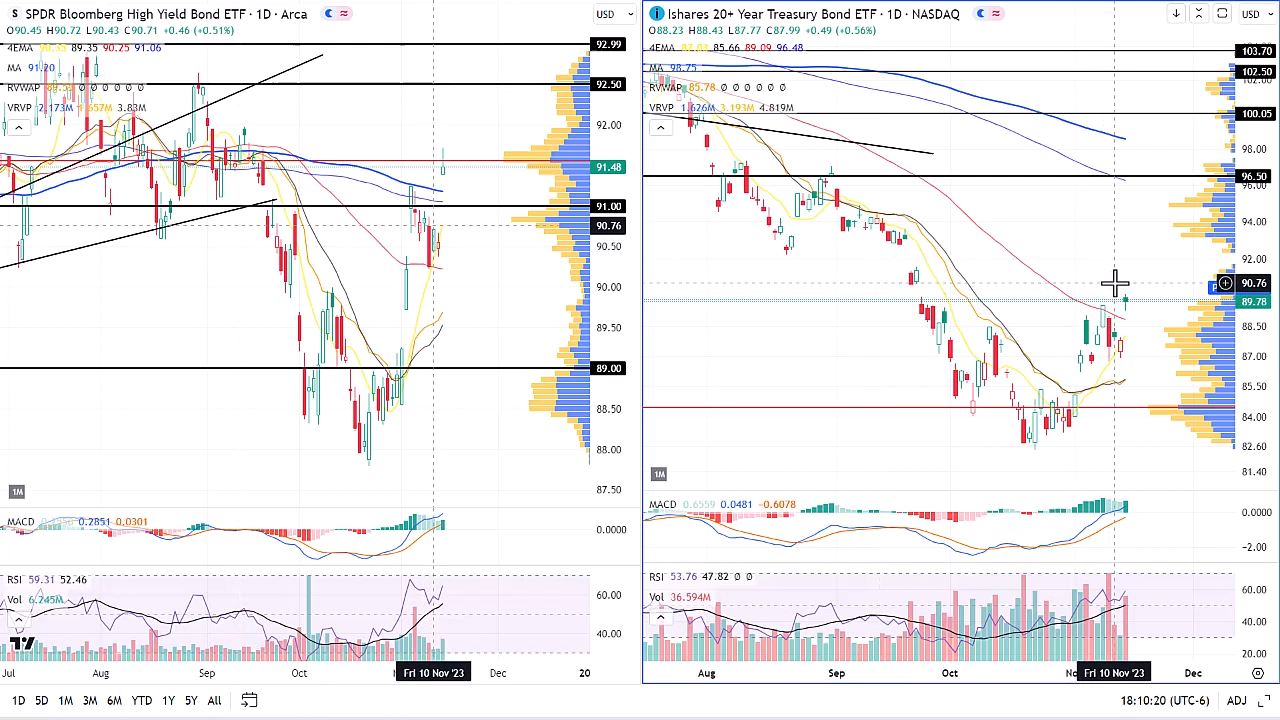 SPDR Bloomberg High Yield Bond ETF · 1D · Arca
USD
O90.45 H90.72 L90.43 C90.71 +0.46 (+0.51%)
4EMA 89.35 90.25 91.06
MA 91.20
RVWAP
VRVP 2.173M 3.83M
92.99
92.50
92.00
91.48
91.00
90.76
90.50
90.00
89.50
89.00
88.50
88.00
87.50
1M
MACD 0.2851 0.0301
0.0000
RSI 59.31 52.46
Vol 6.245M
60.00
40.00
Jul
Aug
Sep
Oct
Fri 10 Nov '23
Dec
20
Ishares 20+ Year Treasury Bond ETF · 1D · NASDAQ
USD
O88.23 H88.43 L87.77 C87.99 +0.49 (+0.56%)
4EMA 85.66 89.09 96.48
MA 98.75
RVWAP 85.78 ∅ ∅ ∅ ∅ ∅ ∅
VRVP 1.626M 3.193M 4.819M
103.70
102.50
100.05
98.00
96.50
96.00
94.00
92.00
90.76
89.78
88.50
87.00
85.50
84.00
82.60
81.40
1M
MACD 0.6559 0.0481 −0.6078
0.0000
−2.00
RSI 53.76 47.82 ∅ ∅
Vol 36.594M
60.00
40.00
20.00
Aug
Sep
Oct
Fri 10 Nov '23
Dec
1D 5D 1M 3M 6M YTD 1Y 5Y All
18:10:20 (UTC-6) ADJ